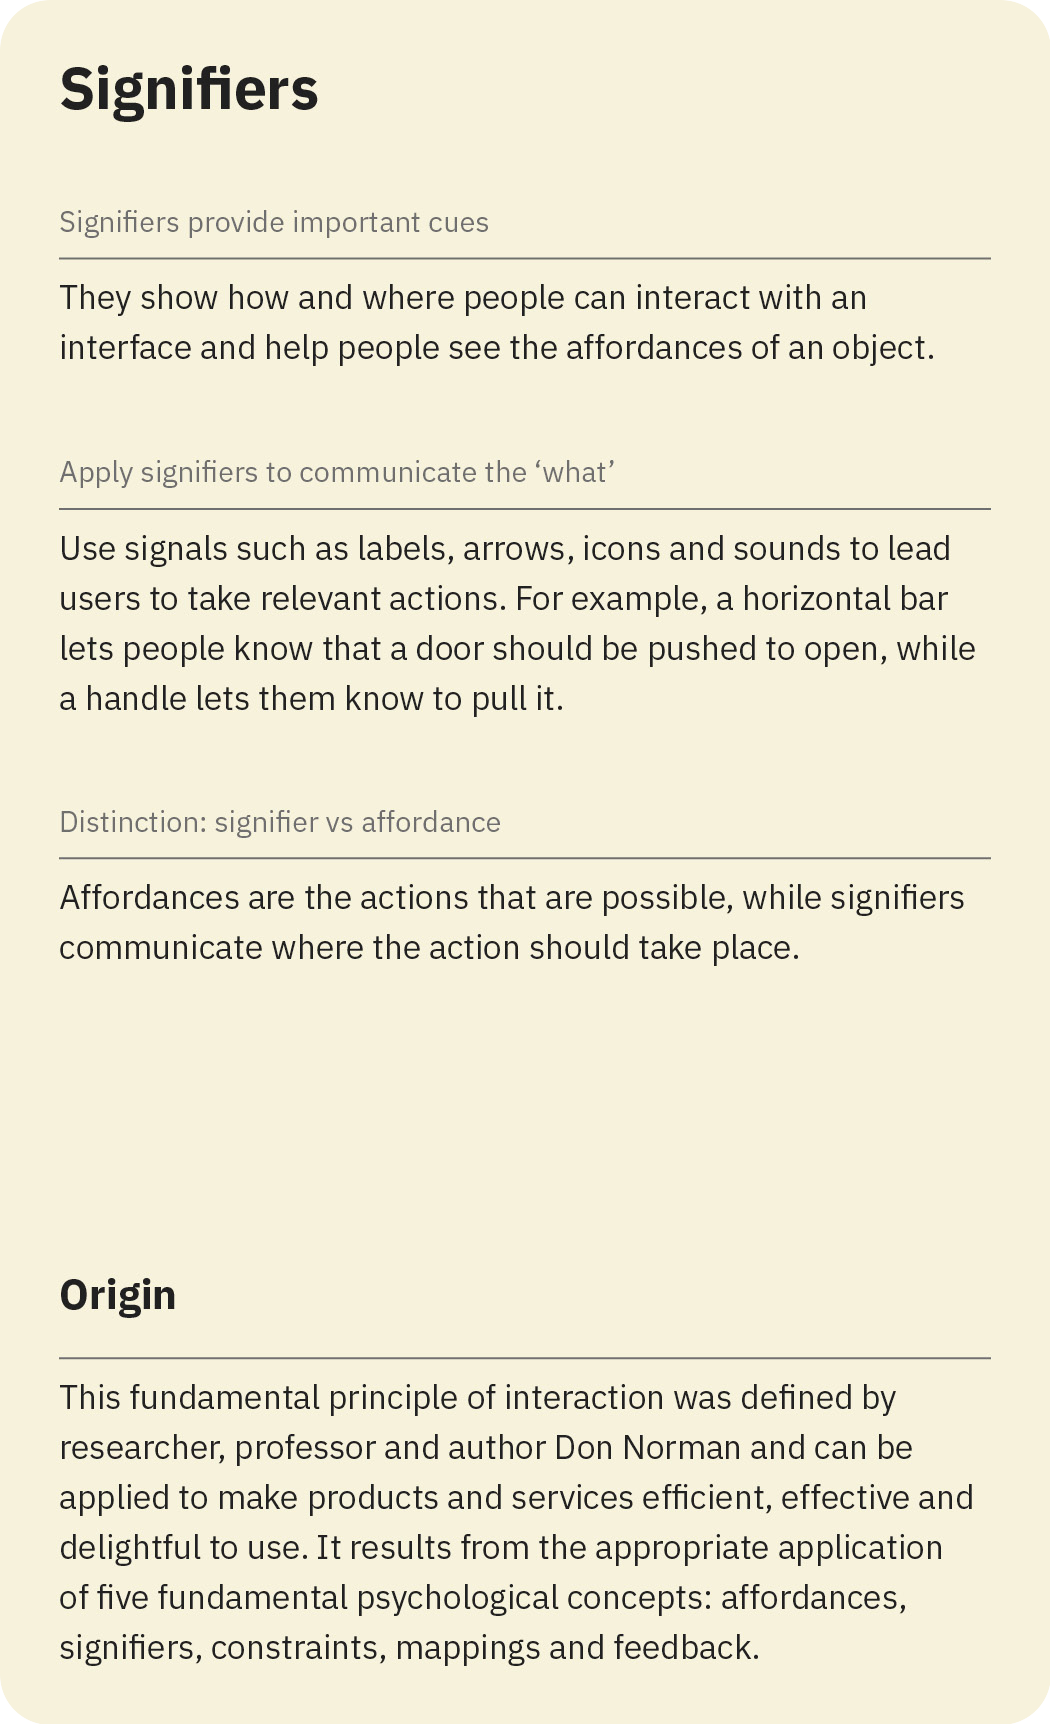 Signifiers
Signifiers provide important cues
They show how and where people can interact with an
interface and help people see the affordances of an object.
Apply signifiers to communicate the ‘what’
Use signals such as labels, arrows, icons and sounds to lead
users to take relevant actions. For example, a horizontal bar
lets people know that a door should be pushed to open, while
a handle lets them know to pull it.
Distinction: signifier vs affordance
Affordances are the actions that are possible, while signifiers
communicate where the action should take place.
Origin
This fundamental principle of interaction was defined by
researcher, professor and author Don Norman and can be
applied to make products and services efficient, effective and
delightful to use. It results from the appropriate application
of five fundamental psychological concepts: affordances,
signifiers, constraints, mappings and feedback.